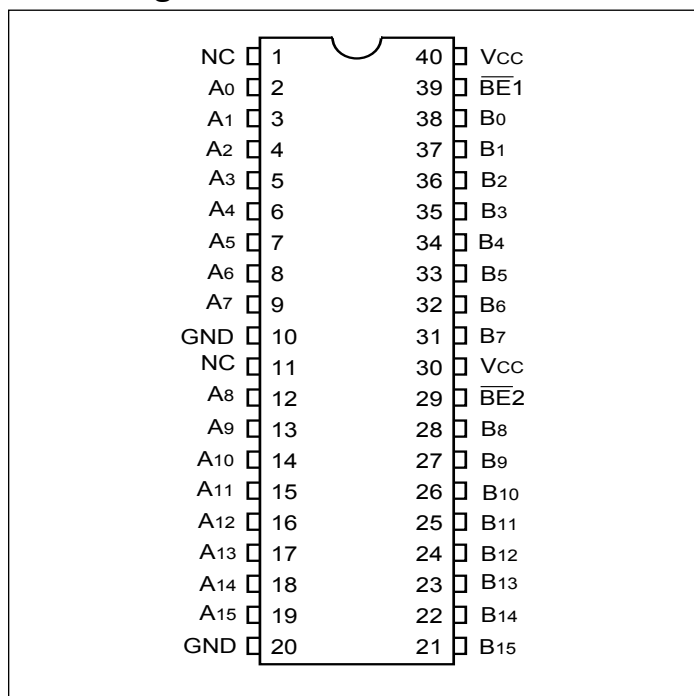 NC 1 40 VCC
A0 2 39 BE1
A1 3 38 B0
A2 4 37 B1
A3 5 36 B2
A4 6 35 B3
A5 7 34 B4
A6 8 33 B5
A7 9 32 B6
GND 10 31 B7
NC 11 30 VCC
A8 12 29 BE2
A9 13 28 B8
A10 14 27 B9
A11 15 26 B10
A12 16 25 B11
A13 17 24 B12
A14 18 23 B13
A15 19 22 B14
GND 20 21 B15